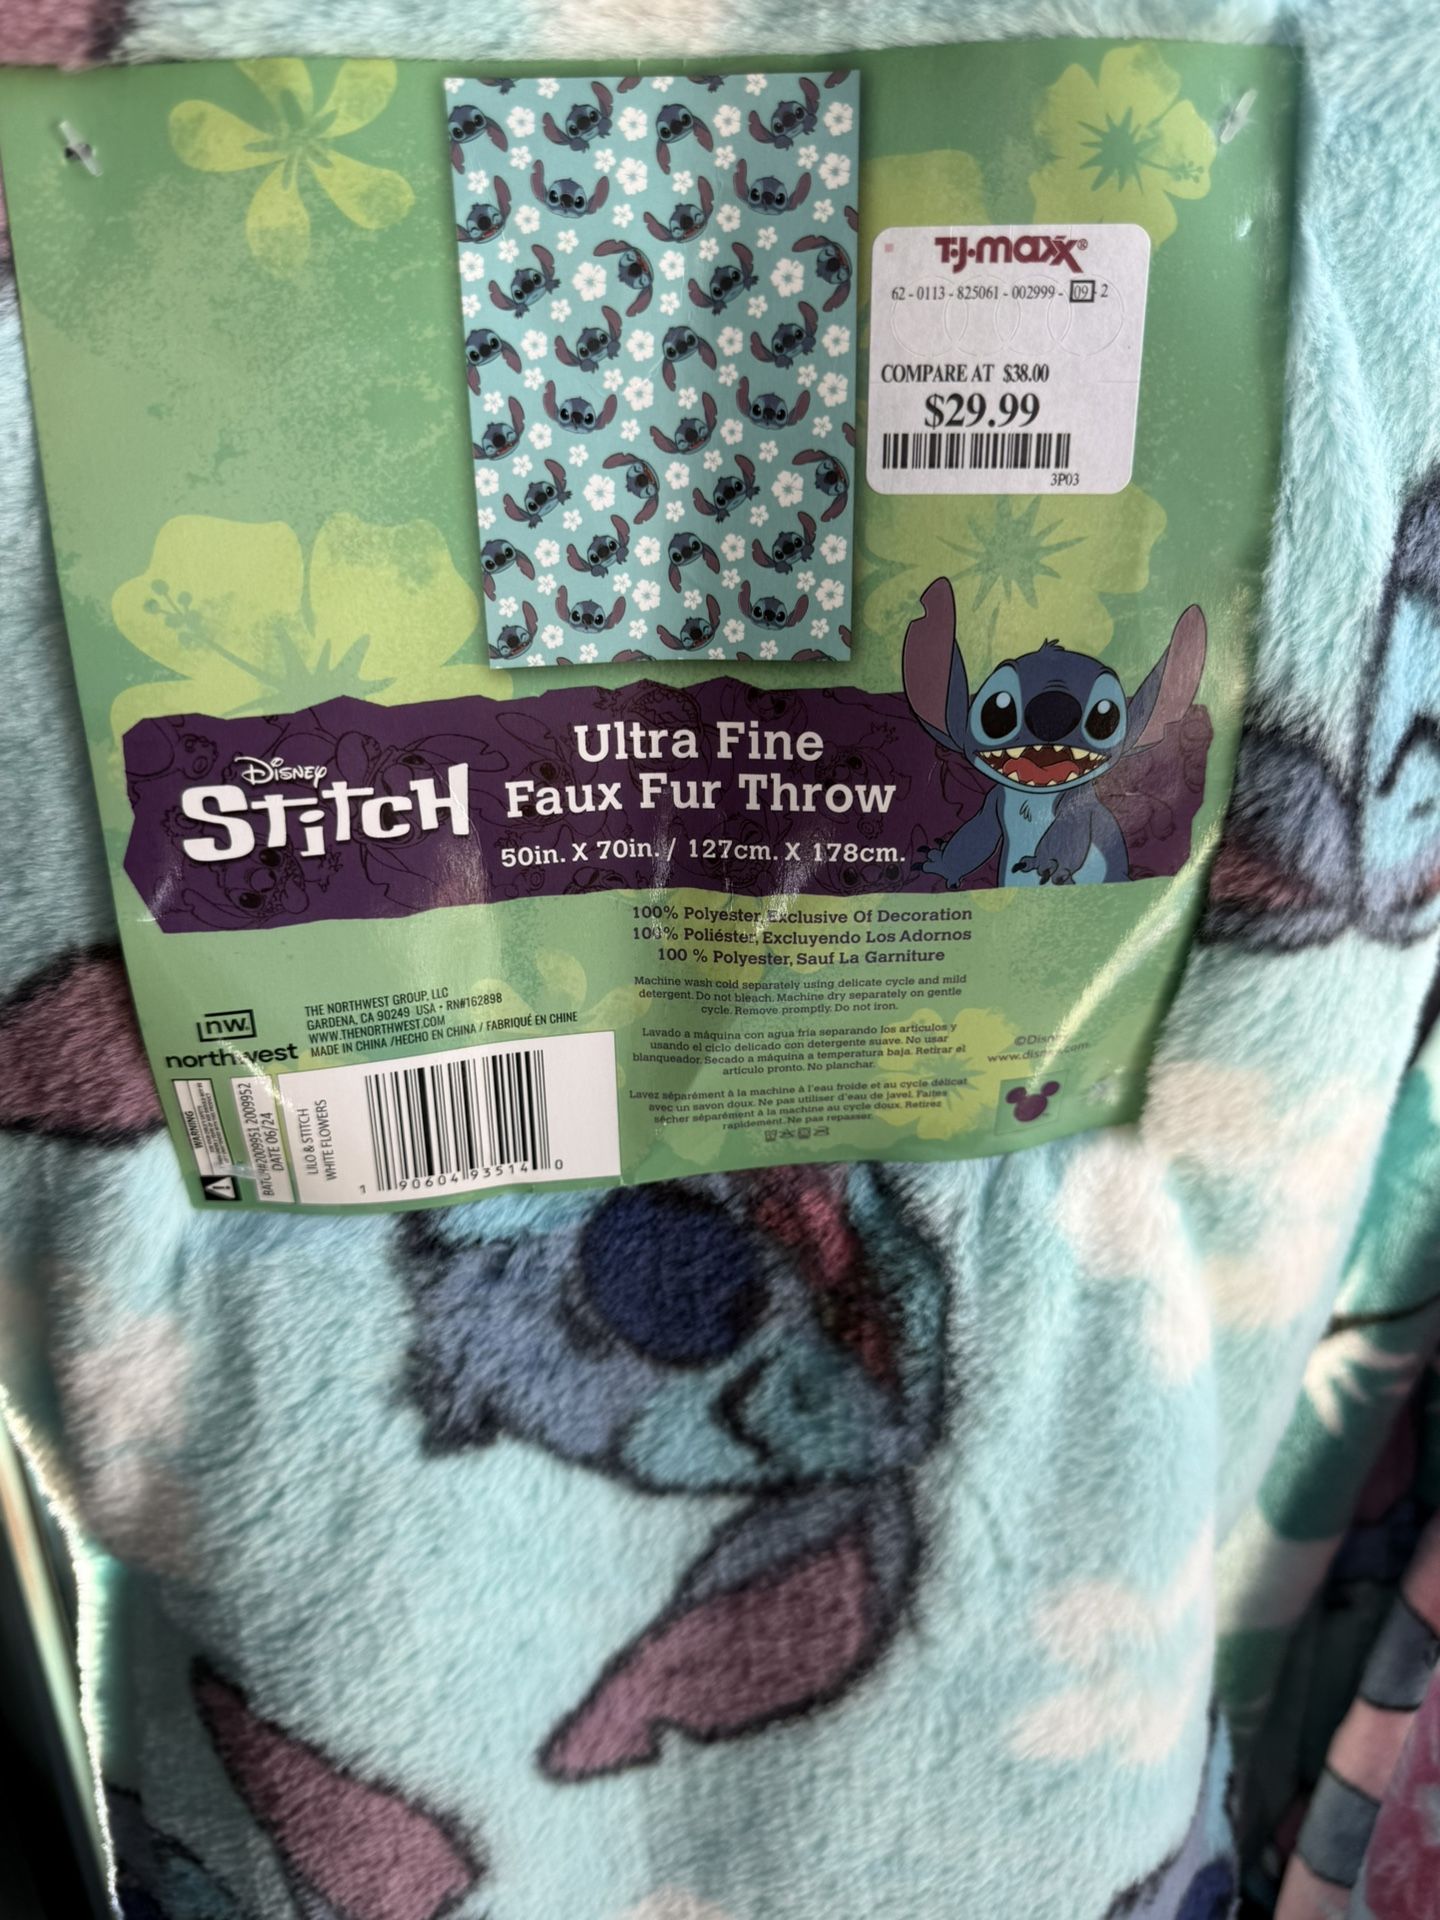 T·J·maxx®
62 - 0113 - 825061 - 002999 - 09 - 2
COMPARE AT $38.00
$29.99
3P03
Disney
Stitch
Ultra Fine
Faux Fur Throw
50in. X 70in. / 127cm. X 178cm.
100% Polyester, Exclusive Of Decoration
100% Poliéster, Excluyendo Los Adornos
100 % Polyester, Sauf La Garniture
Machine wash cold separately using delicate cycle and mild
detergent. Do not bleach. Machine dry separately on gentle
cycle. Remove promptly. Do not iron.
Lavado a máquina con agua fria separando los articulos y
usando el ciclo delicado con detergente suave. No usar
blanqueador. Secado a máquina a temperatura baja. Retirar el
articulo pronto. No planchar.
Lavez séparément à la machine à l'eau froide et au cycle délicat
avec un savon doux. Ne pas utiliser d'eau de javel. Faites
sécher séparément à la machine au cycle doux. Retirez
rapidement. Ne pas repasser.
©Disney
nw.
northwest
THE NORTHWEST GROUP, LLC
GARDENA, CA 90249 USA • RN#162898
WWW.THENORTHWEST.COM
MADE IN CHINA /HECHO EN CHINA / FABRIQUÉ EN CHINE
WARNING
BATCH#2009951 2009952
DATE 06/24
LILO & STITCH
WHITE FLOWERS
1 90604 93514 0